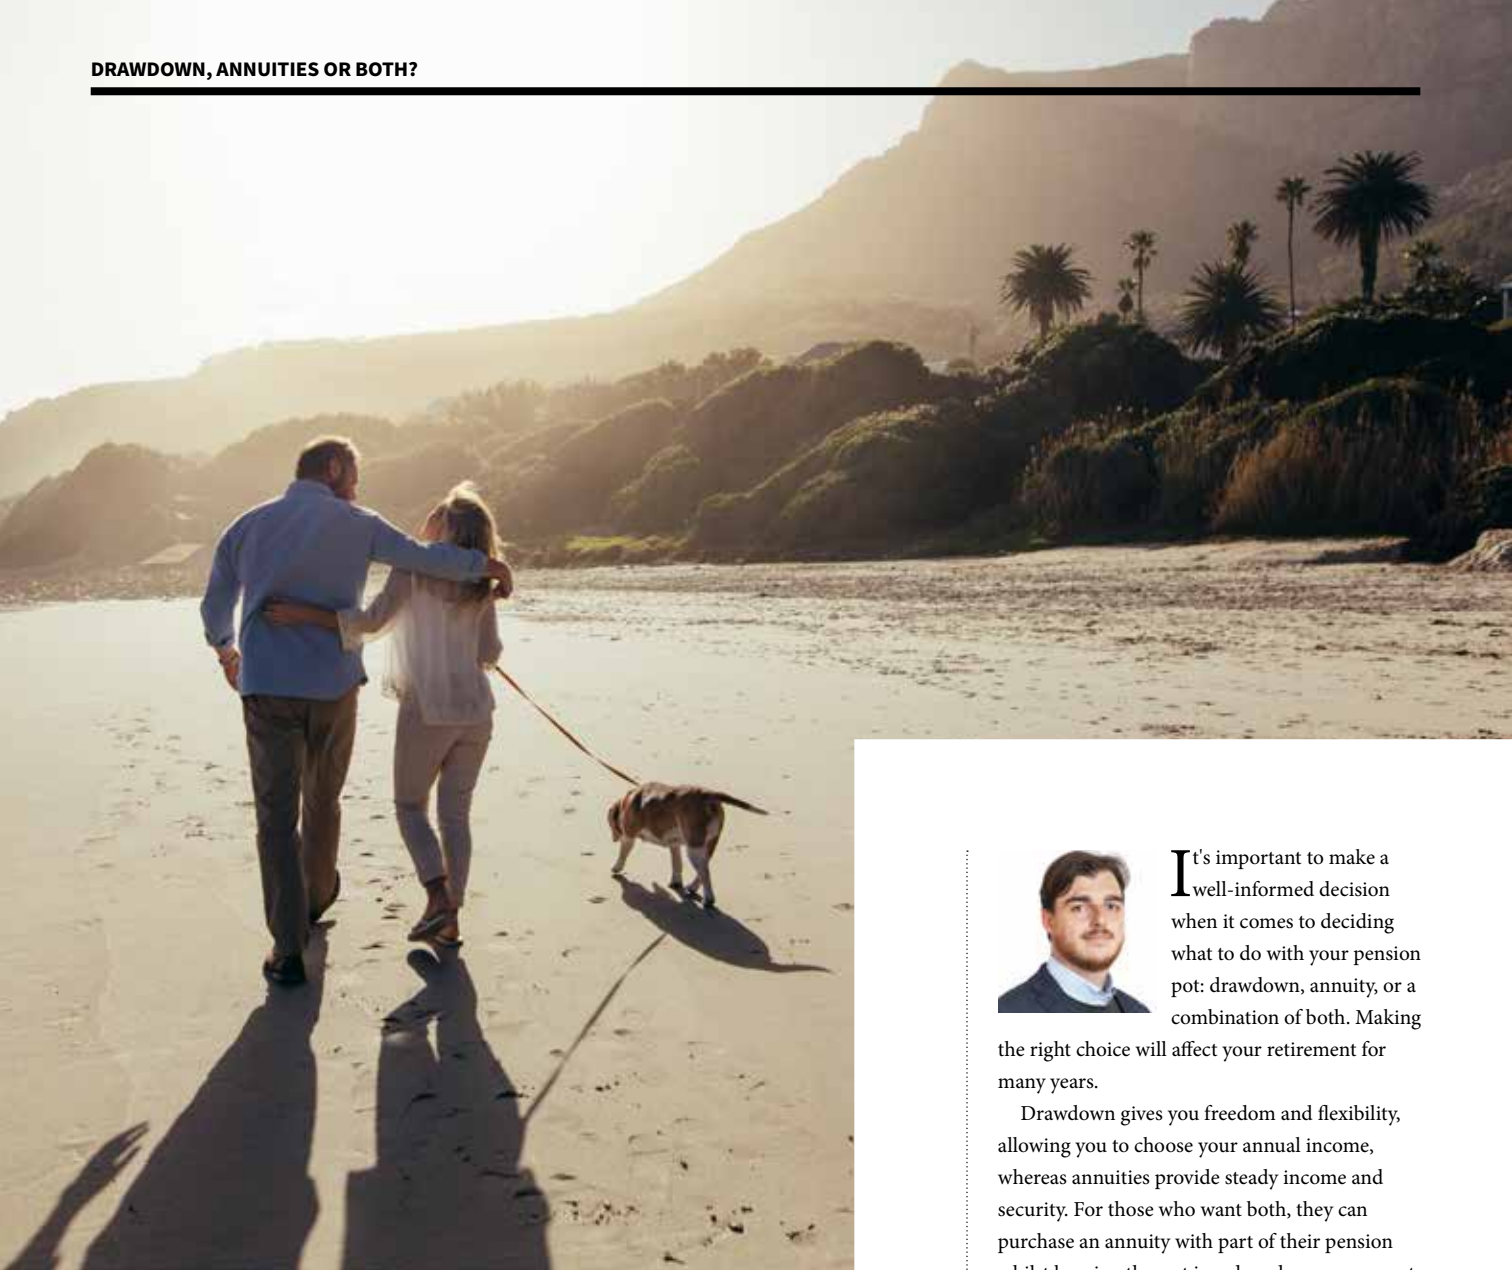 DRAWDOWN, ANNUITIES OR BOTH?
It's important to make a
well-informed decision
when it comes to deciding
what to do with your pension
pot: drawdown, annuity, or a
combination of both. Making
the right choice will affect your retirement for
many years.
Drawdown gives you freedom and flexibility,
allowing you to choose your annual income,
whereas annuities provide steady income and
security. For those who want both, they can
purchase an annuity with part of their pension